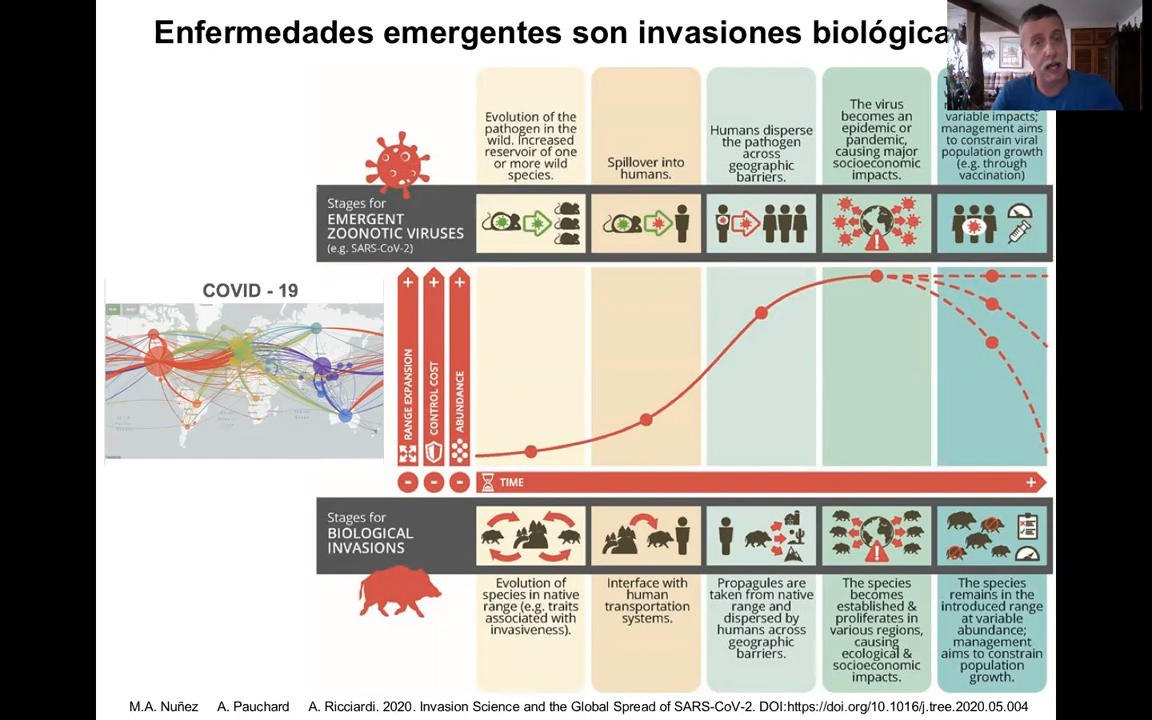 Enfermedades emergentes son invasiones biológica
Evolution of the
pathogen in the
wild. Increased
reservoir of one
or more wild
species.
Spillover into
humans.
Humans disperse
the pathogen
across
geographic
barriers.
The virus
becomes an
epidemic or
pandemic,
causing major
socioeconomic
impacts.
variable impacts;
management aims
to constrain viral
population growth
(e.g. through
vaccination)
Stages for
EMERGENT
ZOONOTIC VIRUSES
(e.g. SARS-CoV-2)
COVID - 19
RANGE EXPANSION
CONTROL COST
ABUNDANCE
TIME
Stages for
BIOLOGICAL
INVASIONS
Evolution of
species in native
range (e.g. traits
associated with
invasiveness).
Interface with
human
transportation
systems.
Propagules are
taken from native
range and
dispersed by
humans across
geographic
barriers.
The species
becomes
established &
proliferates in
various regions,
causing
ecological &
socioeconomic
impacts.
The species
remains in the
introduced range
at variable
abundance;
management
aims to constrain
population
growth.
M.A. Nuñez A. Pauchard A. Ricciardi. 2020. Invasion Science and the Global Spread of SARS-CoV-2. DOI:https://doi.org/10.1016/j.tree.2020.05.004